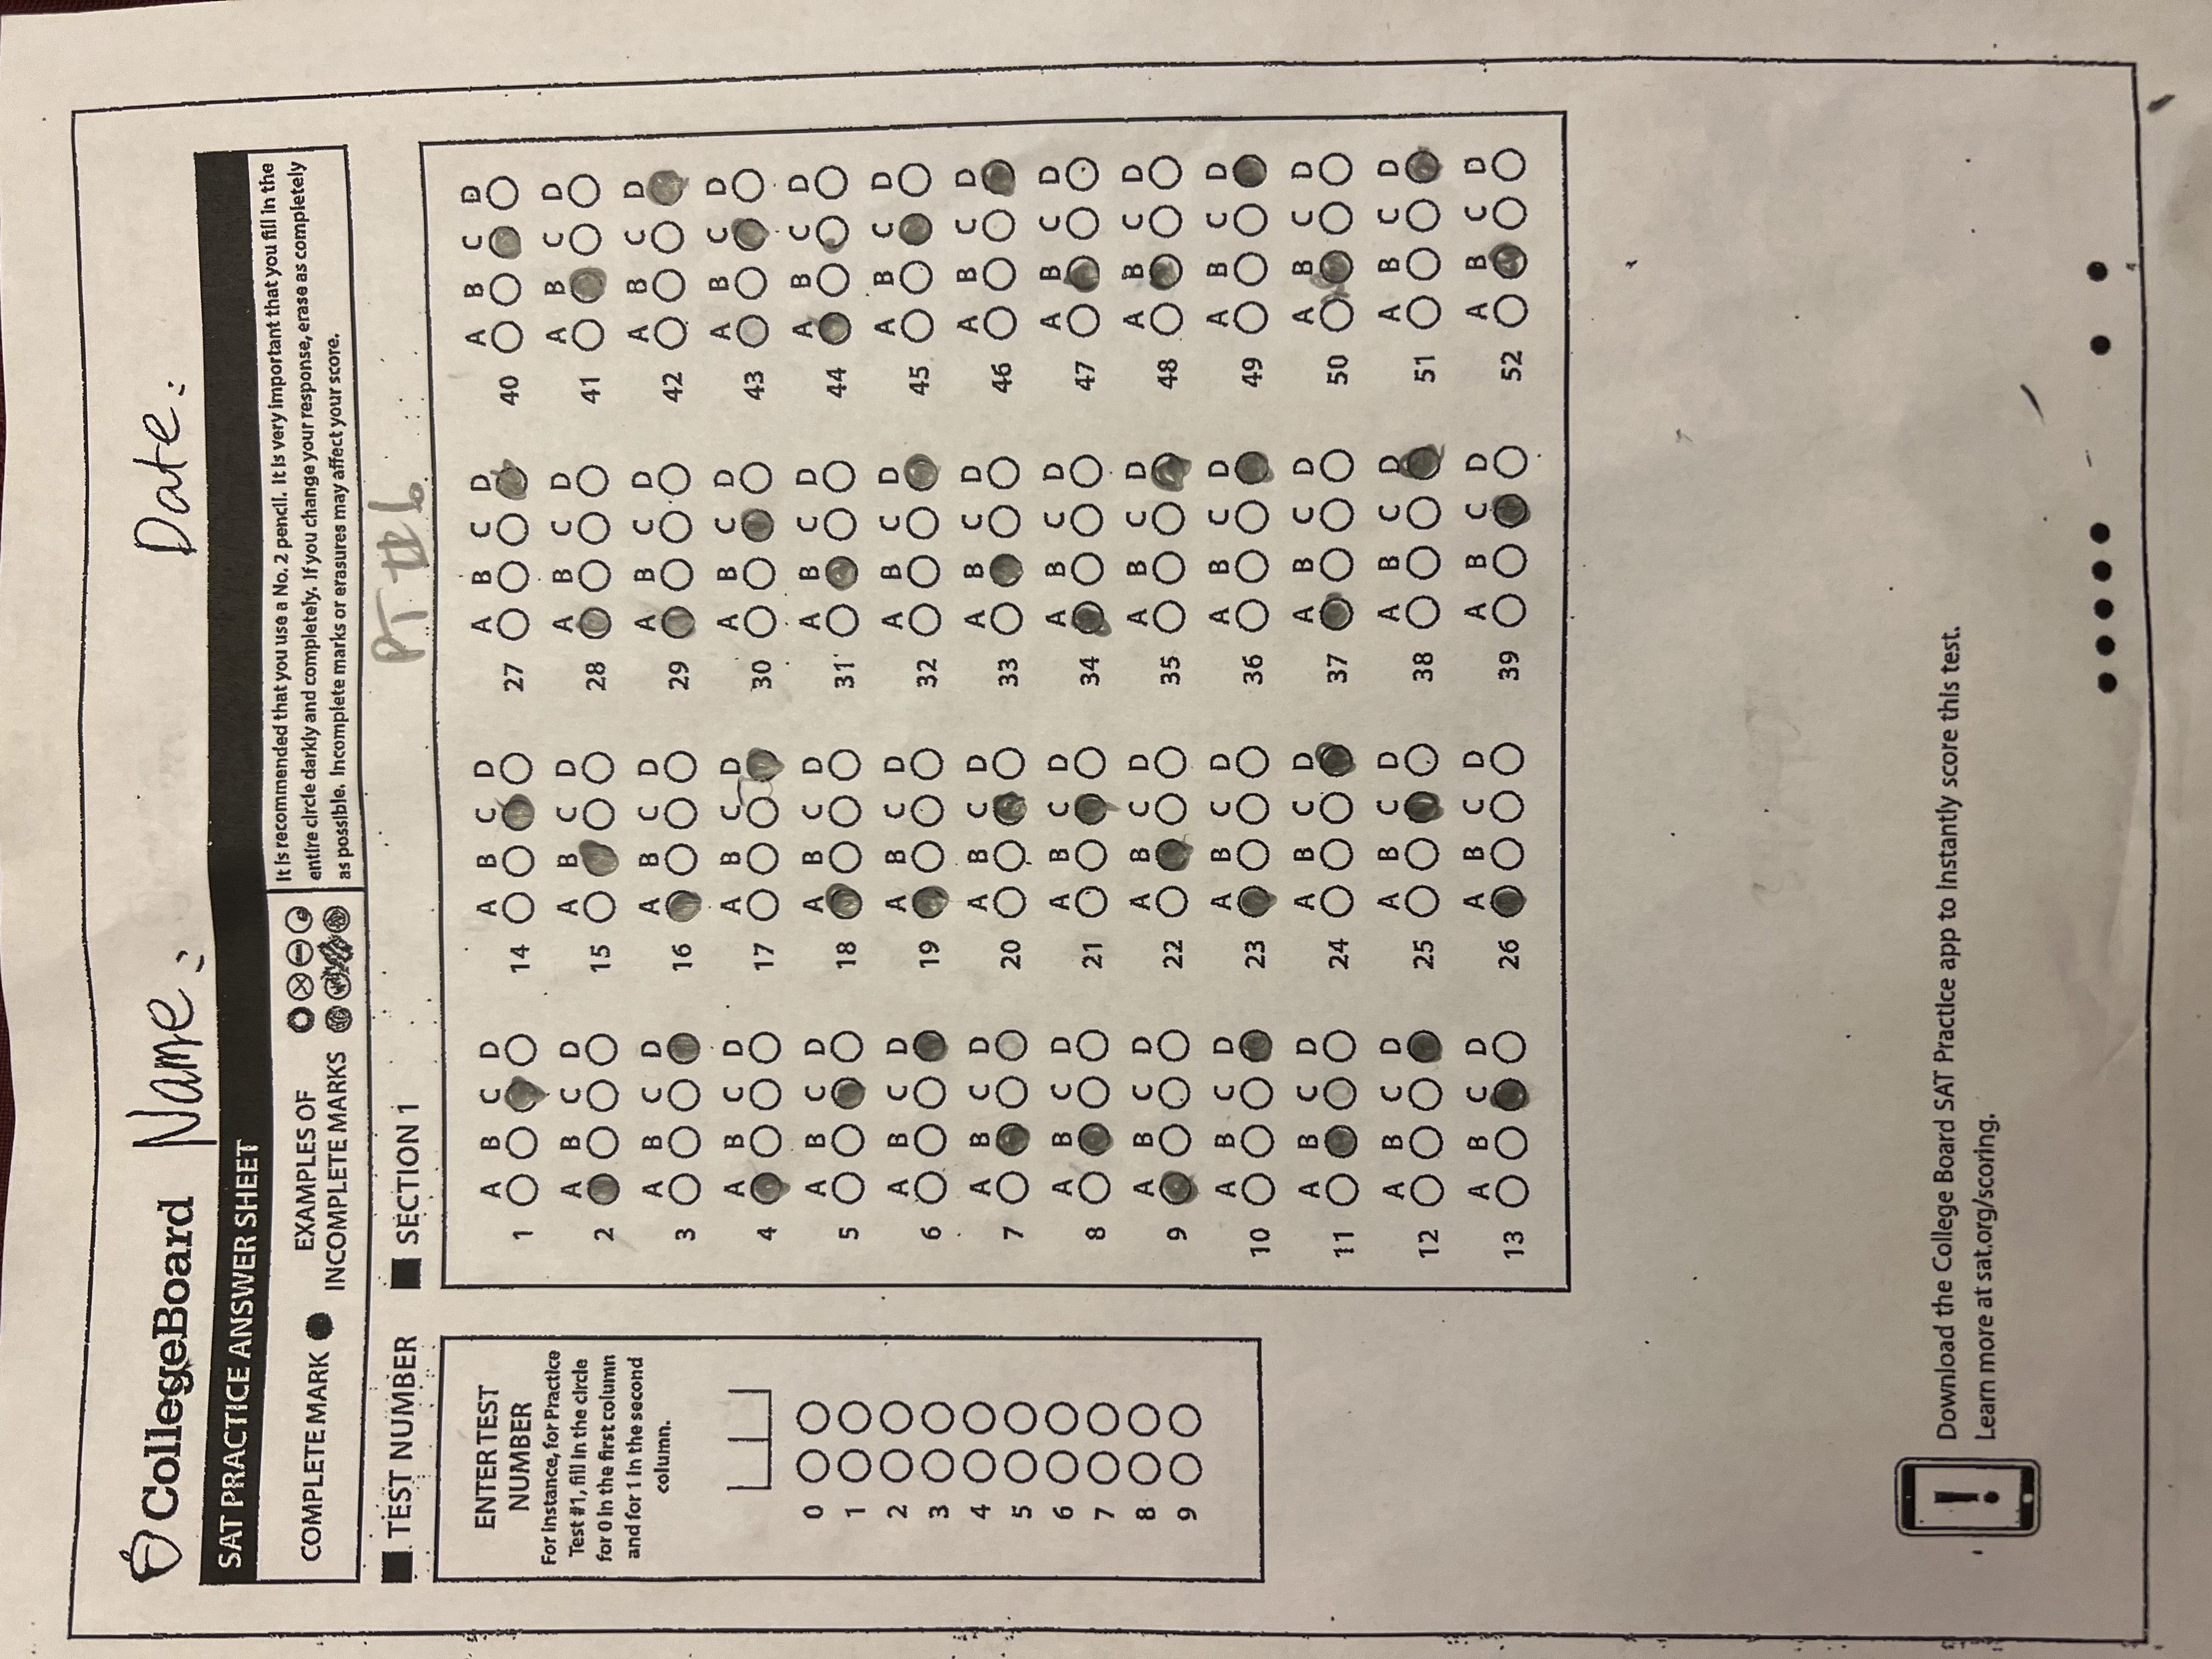 CollegeBoard Name: Date:
SAT PRACTICE ANSWER SHEET
COMPLETE MARK
EXAMPLES OF
INCOMPLETE MARKS
It is recommended that you use a No. 2 pencil. It is very important that you fill in the
entire circle darkly and completely. If you change your response, erase as completely
as possible. Incomplete marks or erasures may affect your score.
TEST NUMBER
SECTION 1
PT #6
ENTER TEST
NUMBER
For instance, for Practice
Test #1, fill in the circle
for 0 in the first column
and for 1 in the second
column.
0
1
2
3
4
5
6
7
8
9
A B C D
1
A B C D
2
A B C D
3
A B C D
4
A B C D
5
A B C D
6
A B C D
7
A B C D
8
A B C D
9
A B C D
10
A B C D
11
A B C D
12
A B C D
13
A B C D
14
A B C D
15
A B C D
16
A B C D
17
A B C D
18
A B C D
19
A B C D
20
A B C D
21
A B C D
22
A B C D
23
A B C D
24
A B C D
25
A B C D
26
A B C D
27
A B C D
28
A B C D
29
A B C D
30
A B C D
31
A B C D
32
A B C D
33
A B C D
34
A B C D
35
A B C D
36
A B C D
37
A B C D
38
A B C D
39
A B C D
40
A B C D
41
A B C D
42
A B C D
43
A B C D
44
A B C D
45
A B C D
46
A B C D
47
A B C D
48
A B C D
49
A B C D
50
A B C D
51
A B C D
52
Download the College Board SAT Practice app to instantly score this test.
Learn more at sat.org/scoring.